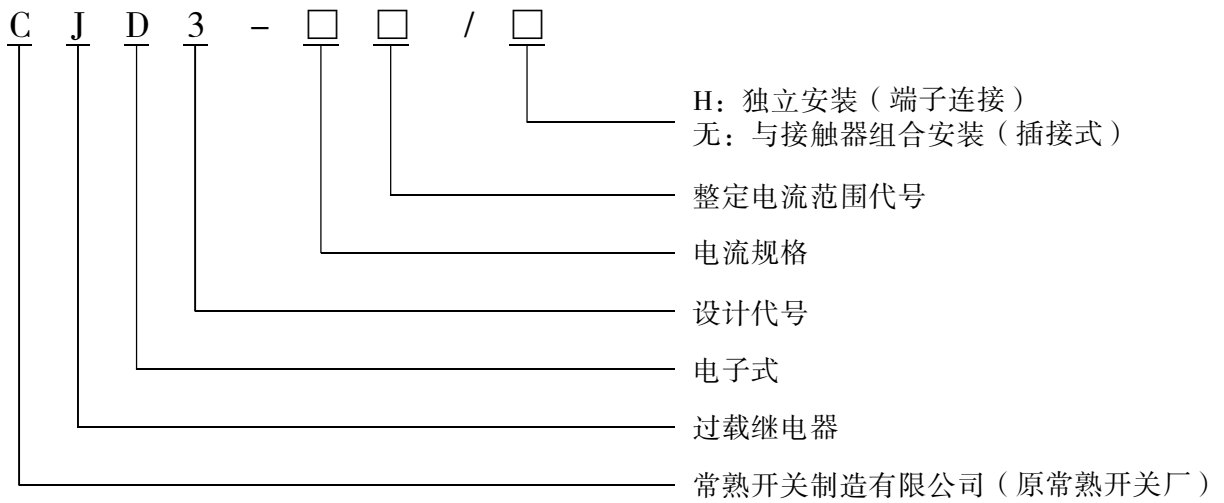 C J D 3 - □ □ / □
H：独立安装（端子连接）
无：与接触器组合安装（插接式）
整定电流范围代号
电流规格
设计代号
电子式
过载继电器
常熟开关制造有限公司（原常熟开关厂）